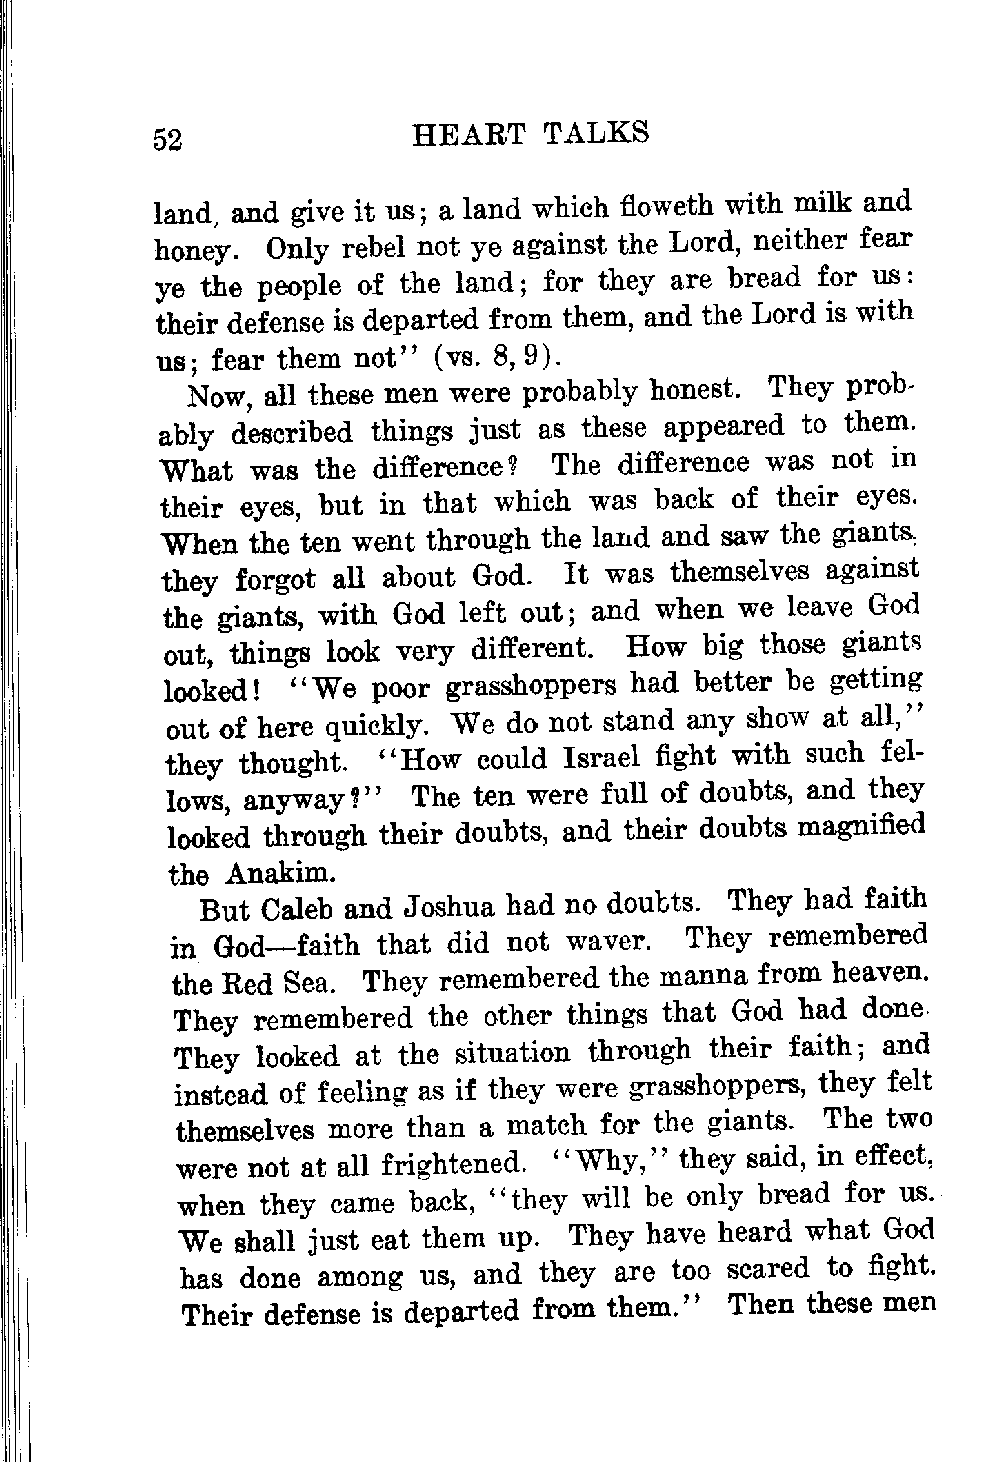 52 HEART TALKS
land, and give it us; a land which floweth with milk and
honey. Only rebel not ye against the Lord, neither fear
ye the people of the land; for they are bread for us:
their defense is departed from them, and the Lord is with
us; fear them not'' (vs. 8, 9).
Now, all these men were probably honest. They prob-
ably described things just as these appeared to them.
What was the difference? The difference was not in
their eyes, but in that which was back of their eyes.
When the ten went through the land and saw the giants,
they forgot all about God. It was themselves against
the giants, with God left out; and when we leave God
out, things look very different. How big those giants
looked! ''We poor grasshoppers had better be getting
out of here quickly. We do not stand any show at all,''
they thought. ''How could Israel fight with such fel-
lows, anyway?'' The ten were full of doubts, and they
looked through their doubts, and their doubts magnified
the Anakim.
But Caleb and Joshua had no doubts. They had faith
in God—faith that did not waver. They remembered
the Red Sea. They remembered the manna from heaven.
They remembered the other things that God had done.
They looked at the situation through their faith; and
instead of feeling as if they were grasshoppers, they felt
themselves more than a match for the giants. The two
were not at all frightened. ''Why,'' they said, in effect,
when they came back, ''they will be only bread for us.
We shall just eat them up. They have heard what God
has done among us, and they are too scared to fight.
Their defense is departed from them.'' Then these men